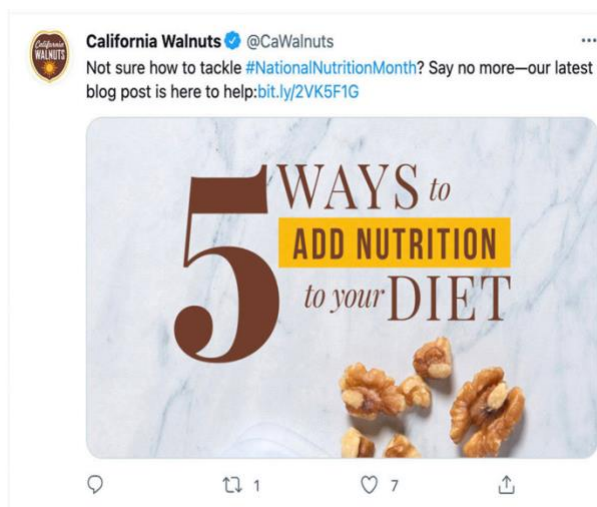 California WALNUTS
California Walnuts @CaWalnuts
Not sure how to tackle #NationalNutritionMonth? Say no more—our latest
blog post is here to help:bit.ly/2VK5F1G
5 WAYS to
ADD NUTRITION
to your DIET
1 7